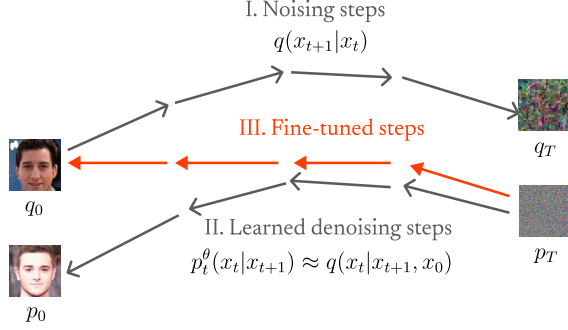 I. Noising steps
q(x_{t+1}|x_t)
III. Fine-tuned steps
q_T
q_0
II. Learned denoising steps
p_t^θ(x_t|x_{t+1}) ≈ q(x_t|x_{t+1}, x_0)
p_T
p_0